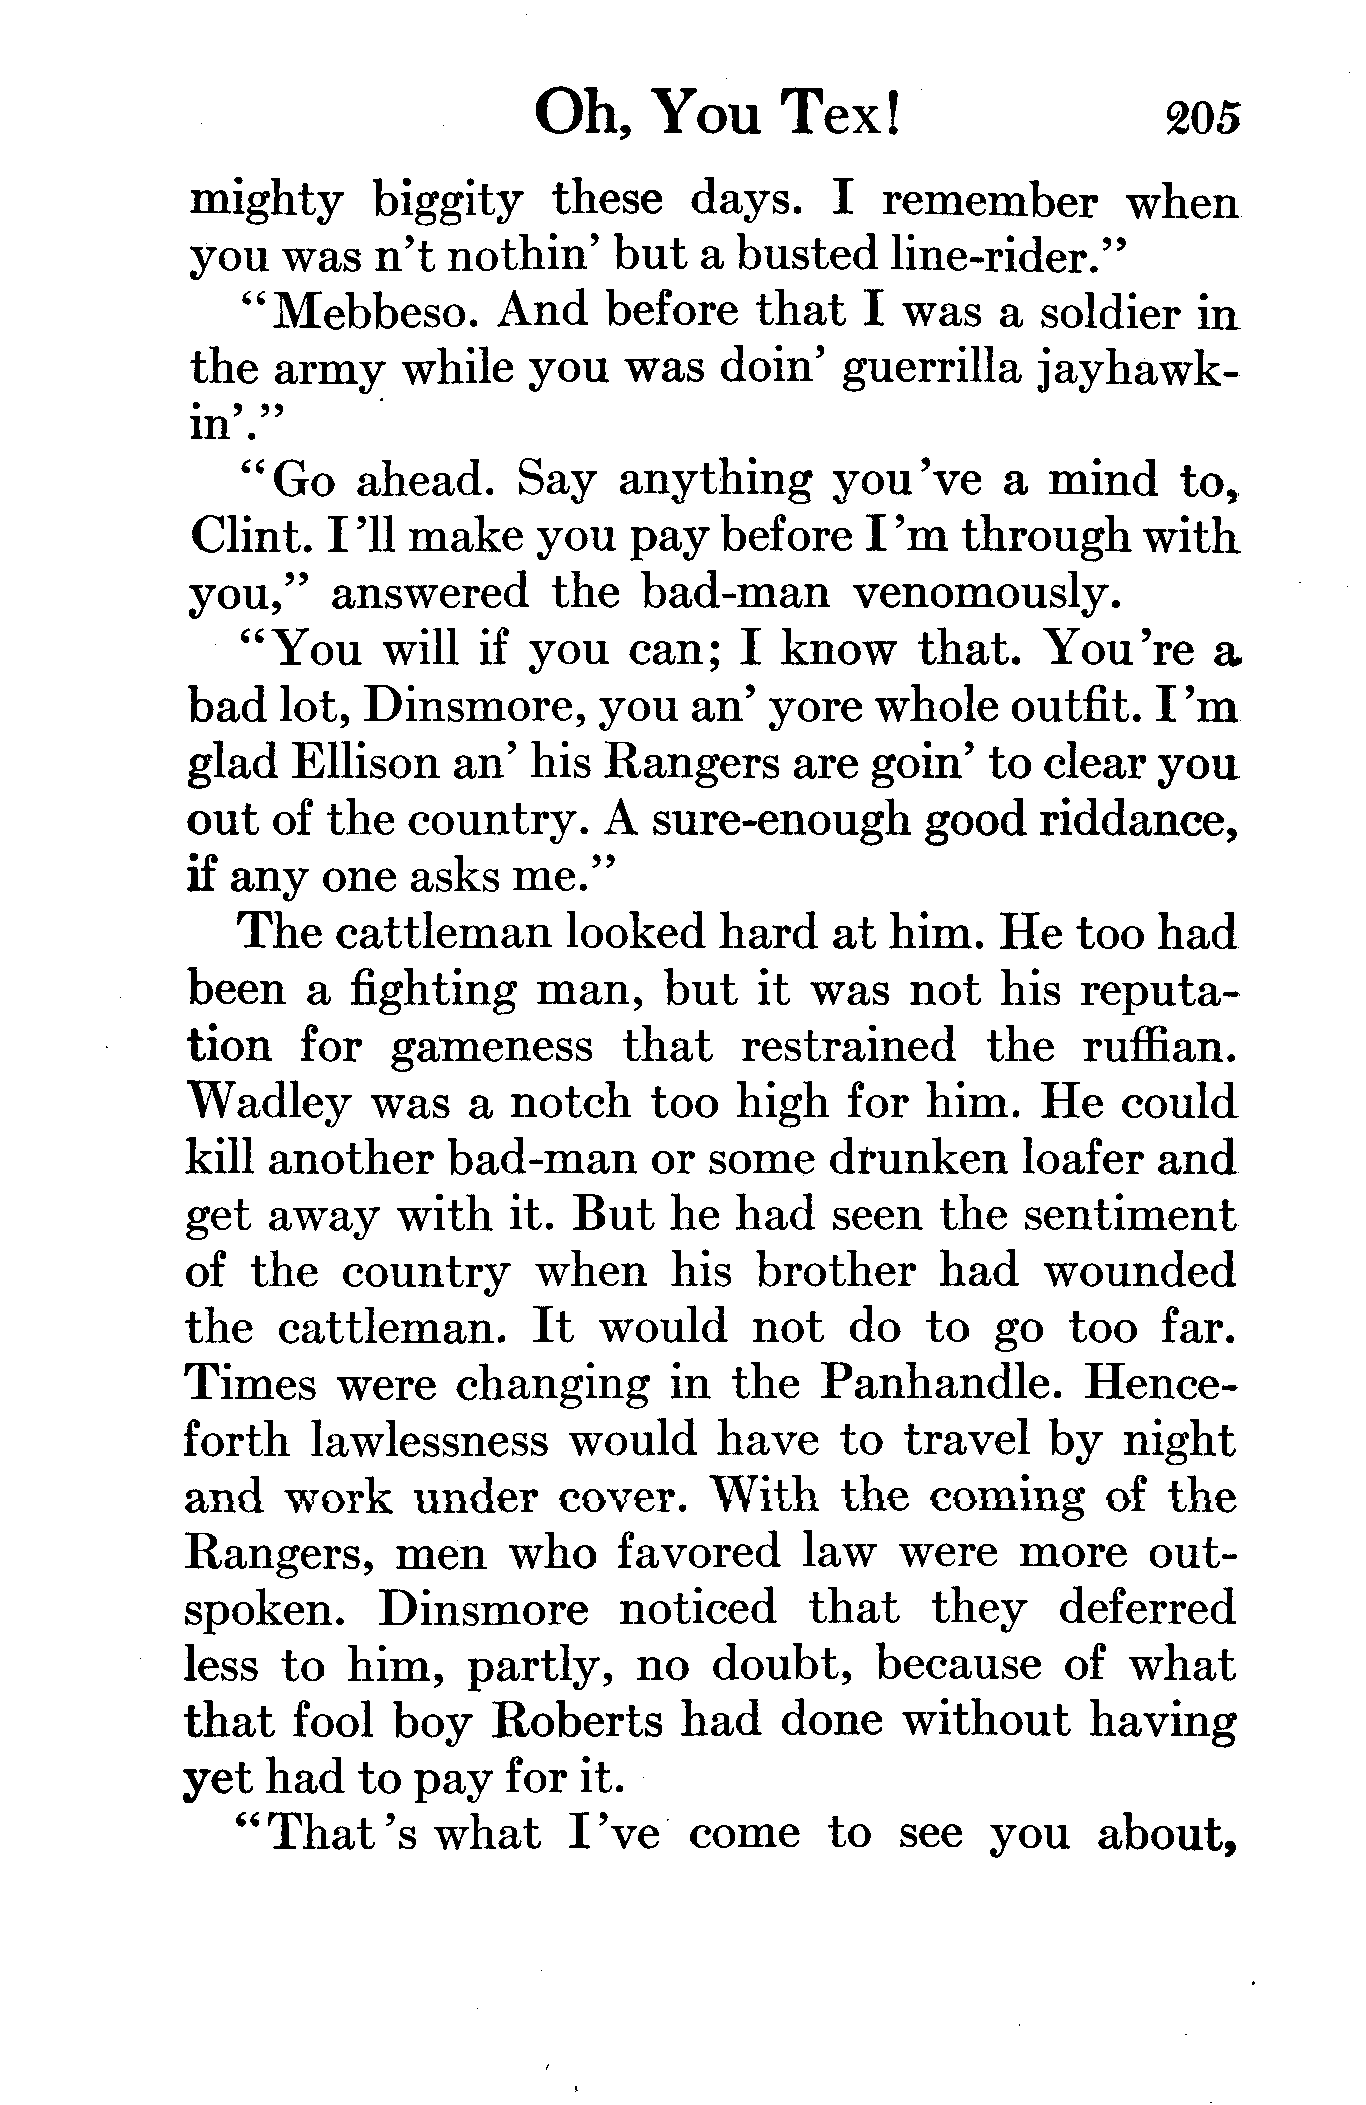 Oh, You Tex! 205
mighty biggity these days. I remember when
you was n't nothin' but a busted line-rider."
"Mebbeso. And before that I was a soldier in
the army while you was doin' guerrilla jayhawk-
in'."
"Go ahead. Say anything you 've a mind to,
Clint. I 'll make you pay before I 'm through with
you," answered the bad-man venomously.
"You will if you can; I know that. You 're a
bad lot, Dinsmore, you an' yore whole outfit. I 'm
glad Ellison an' his Rangers are goin' to clear you
out of the country. A sure-enough good riddance,
if any one asks me."
The cattleman looked hard at him. He too had
been a fighting man, but it was not his reputa-
tion for gameness that restrained the ruffian.
Wadley was a notch too high for him. He could
kill another bad-man or some drunken loafer and
get away with it. But he had seen the sentiment
of the country when his brother had wounded
the cattleman. It would not do to go too far.
Times were changing in the Panhandle. Hence-
forth lawlessness would have to travel by night
and work under cover. With the coming of the
Rangers, men who favored law were more out-
spoken. Dinsmore noticed that they deferred
less to him, partly, no doubt, because of what
that fool boy Roberts had done without having
yet had to pay for it.
"That 's what I 've come to see you about,